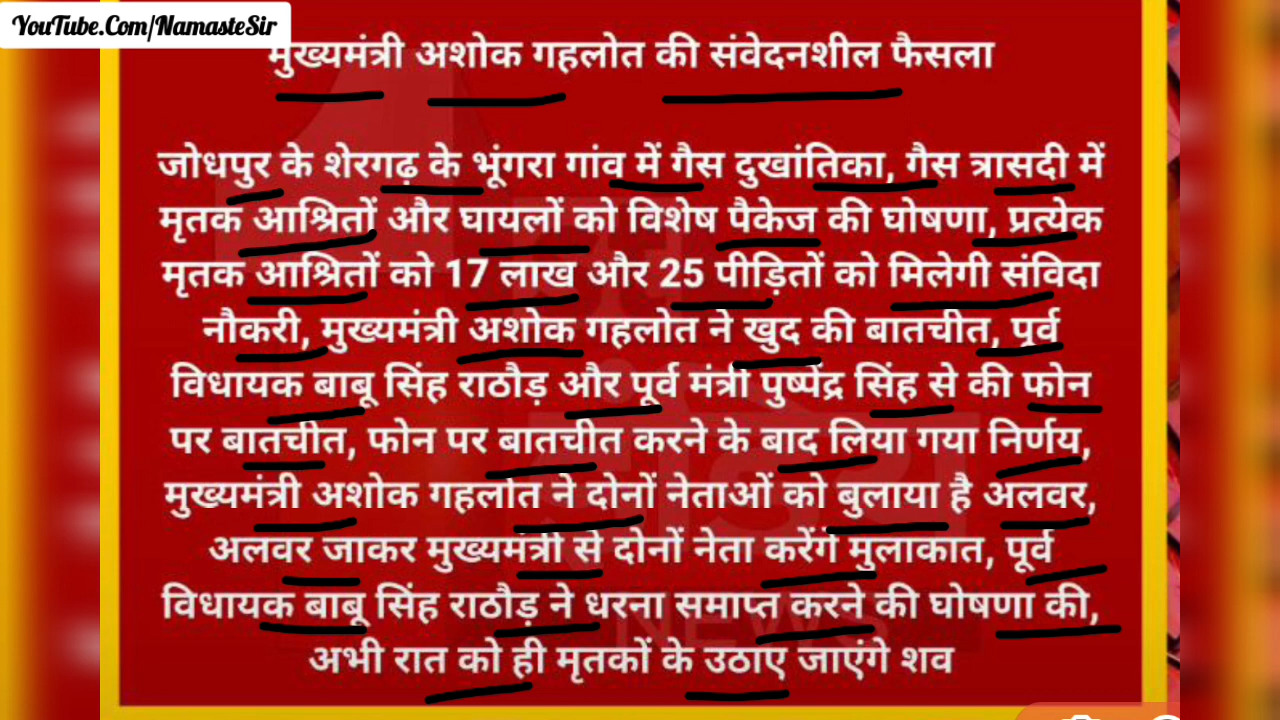 YouTube.Com/NamasteSir
मुख्यमंत्री अशोक गहलोत की संवेदनशील फैसला
जोधपुर के शेरगढ़ के भूंगरा गांव में गैस दुखांतिका, गैस त्रासदी में
मृतक आश्रितों और घायलों को विशेष पैकेज की घोषणा, प्रत्येक
मृतक आश्रितों को 17 लाख और 25 पीड़ितों को मिलेगी संविदा
नौकरी, मुख्यमंत्री अशोक गहलोत ने खुद की बातचीत, पूर्व
विधायक बाबू सिंह राठौड़ और पूर्व मंत्री पुष्पेंद्र सिंह से की फोन
पर बातचीत, फोन पर बातचीत करने के बाद लिया गया निर्णय,
मुख्यमंत्री अशोक गहलोत ने दोनों नेताओं को बुलाया है अलवर,
अलवर जाकर मुख्यमंत्री से दोनों नेता करेंगे मुलाकात, पूर्व
विधायक बाबू सिंह राठौड़ ने धरना समाप्त करने की घोषणा की,
अभी रात को ही मृतकों के उठाए जाएंगे शव
NEWS